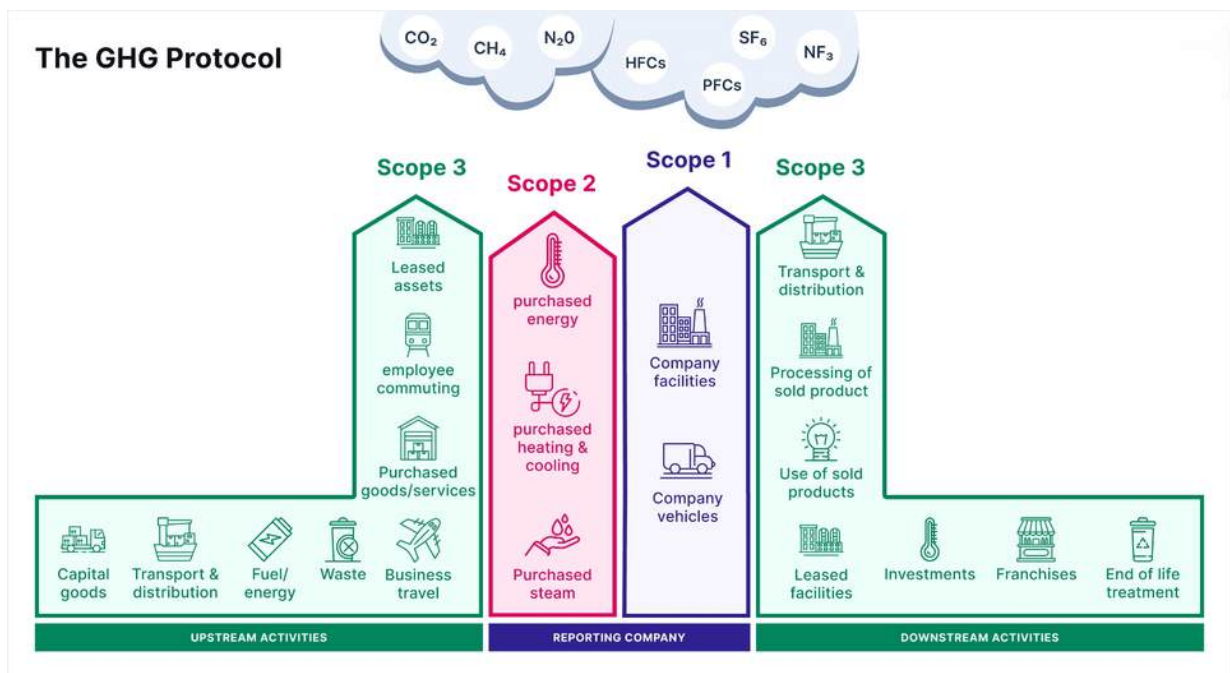 The GHG Protocol
CO₂
CH₄
N₂0
HFCs
PFCs
SF₆
NF₃
Scope 3
Leased
assets
employee
commuting
Purchased
goods/services
Capital
goods
Transport &
distribution
Fuel/
energy
Waste
Business
travel
Scope 2
purchased
energy
purchased
heating &
cooling
Purchased
steam
Scope 1
Company
facilities
Company
vehicles
Scope 3
Transport &
distribution
Processing of
sold product
Use of sold
products
Leased
facilities
Investments
Franchises
End of life
treatment
UPSTREAM ACTIVITIES
REPORTING COMPANY
DOWNSTREAM ACTIVITIES